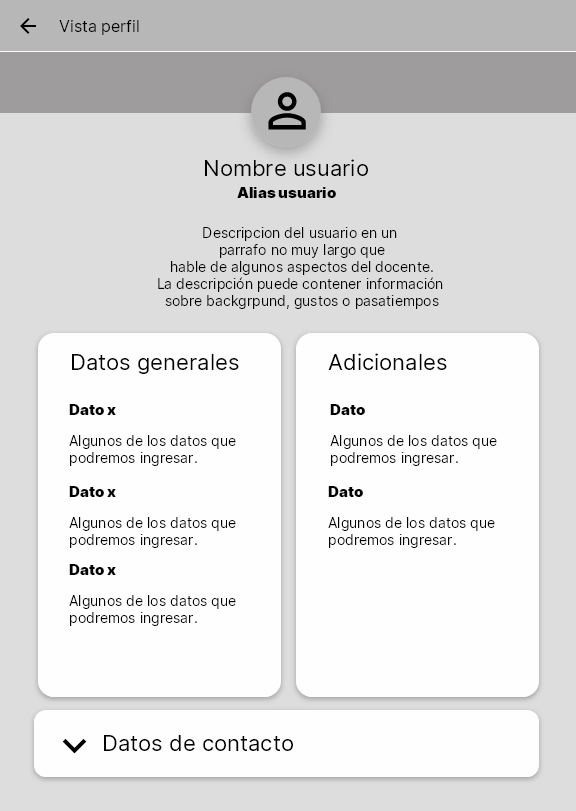 Vista perfil
Nombre usuario
Alias usuario
Descripcion del usuario en un
parrafo no muy largo que
hable de algunos aspectos del docente.
La descripción puede contener información
sobre backgrpund, gustos o pasatiempos
Datos generales
Dato x
Algunos de los datos que
podremos ingresar.
Dato x
Algunos de los datos que
podremos ingresar.
Dato x
Algunos de los datos que
podremos ingresar.
Adicionales
Dato
Algunos de los datos que
podremos ingresar.
Dato
Algunos de los datos que
podremos ingresar.
Datos de contacto